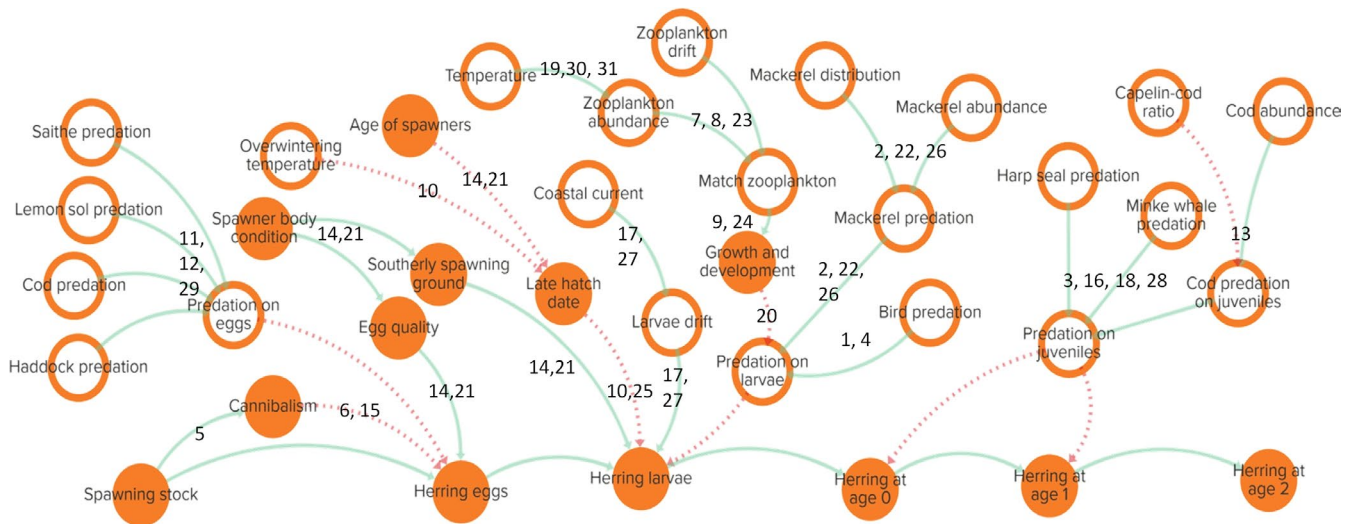 Zooplankton
drift
Temperature
19,30, 31
Mackerel distribution
Capelin-cod
ratio
Cod abundance
Zooplankton
abundance
Mackerel abundance
Saithe predation
Age of spawners
7, 8, 23
Overwintering
temperature
2, 22, 26
Harp seal predation
Match zooplankton
14,21
10
Coastal current
Lemon sol predation
Spawner body
condition
Mackerel predation
Minke whale
predation
9, 24
14,21
17,
27
13
11,
12,
29
Growth and
development
Southerly spawning
ground
Late hatch
date
2, 22,
26
3, 16, 18, 28
Cod predation
Cod predation
on juveniles
Predation on
eggs
Bird predation
20
Egg quality
Larvae drift
1, 4
Predation on
juveniles
Haddock predation
Predation on
larvae
14,21
17,
27
14,21
10,25
Cannibalism
6, 15
5
Spawning stock
Herring eggs
Herring larvae
Herring at
age 0
Herring at
age 1
Herring at
age 2